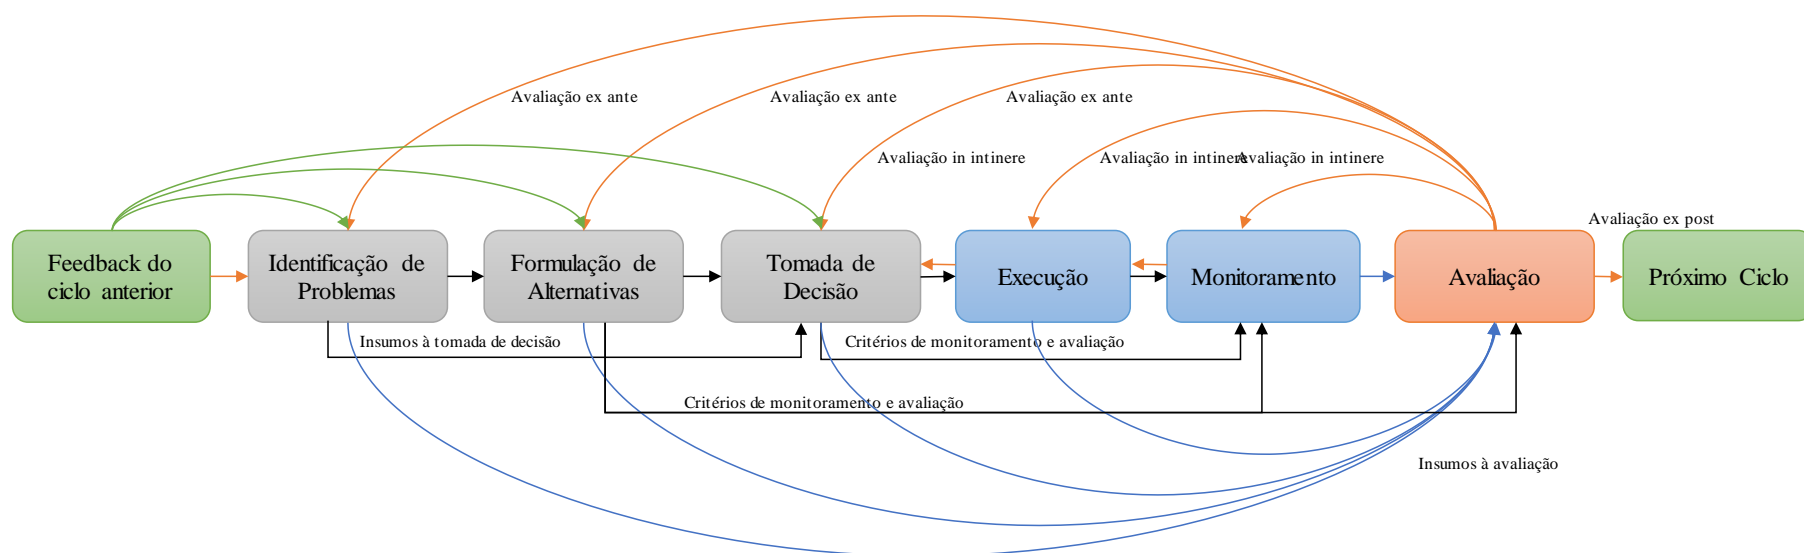 Avaliação ex ante
Avaliação ex ante
Avaliação ex ante
Avaliação in intinere
Avaliação in intinere
Avaliação in intinere
Avaliação ex post
Feedback do
ciclo anterior
Identificação de
Problemas
Formulação de
Alternativas
Tomada de
Decisão
Execução
Monitoramento
Avaliação
Próximo Ciclo
Insumos à tomada de decisão
Critérios de monitoramento e avaliação
Critérios de monitoramento e avaliação
Insumos à avaliação